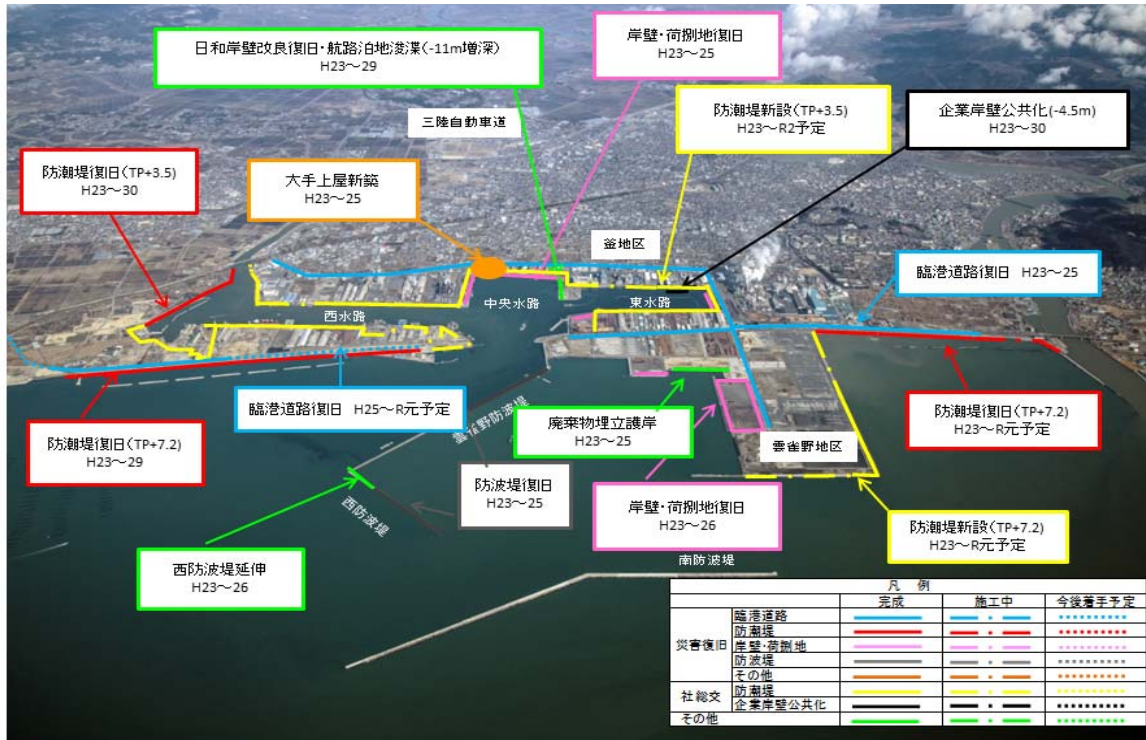 日和岸壁改良復旧・航路泊地浚渫(-11m増深)
H23～29
岸壁・荷捌地復旧
H23～25
三陸自動車道
防潮堤新設(TP+3.5)
H23～R2予定
企業岸壁公共化(-4.5m)
H23～30
防潮堤復旧(TP+3.5)
H23～30
大手上屋新築
H23～25
釜地区
臨港道路復旧 H23～25
中央水路
東水路
西水路
臨港道路復旧 H25～R元予定
防潮堤復旧(TP+7.2)
H23～29
雲雀野防波堤
廃棄物埋立護岸
H23～25
雲雀野地区
防潮堤復旧(TP+7.2)
H23～R元予定
防波堤復旧
H23～25
西防波堤
岸壁・荷捌地復旧
H23～26
防潮堤新設(TP+7.2)
H23～R元予定
西防波堤延伸
H23～26
南防波堤
凡 例
完成 施工中 今後着手予定
災害復旧
臨港道路
防潮堤
岸壁・荷捌地
防波堤
その他
社総交
防潮堤
企業岸壁公共化
その他